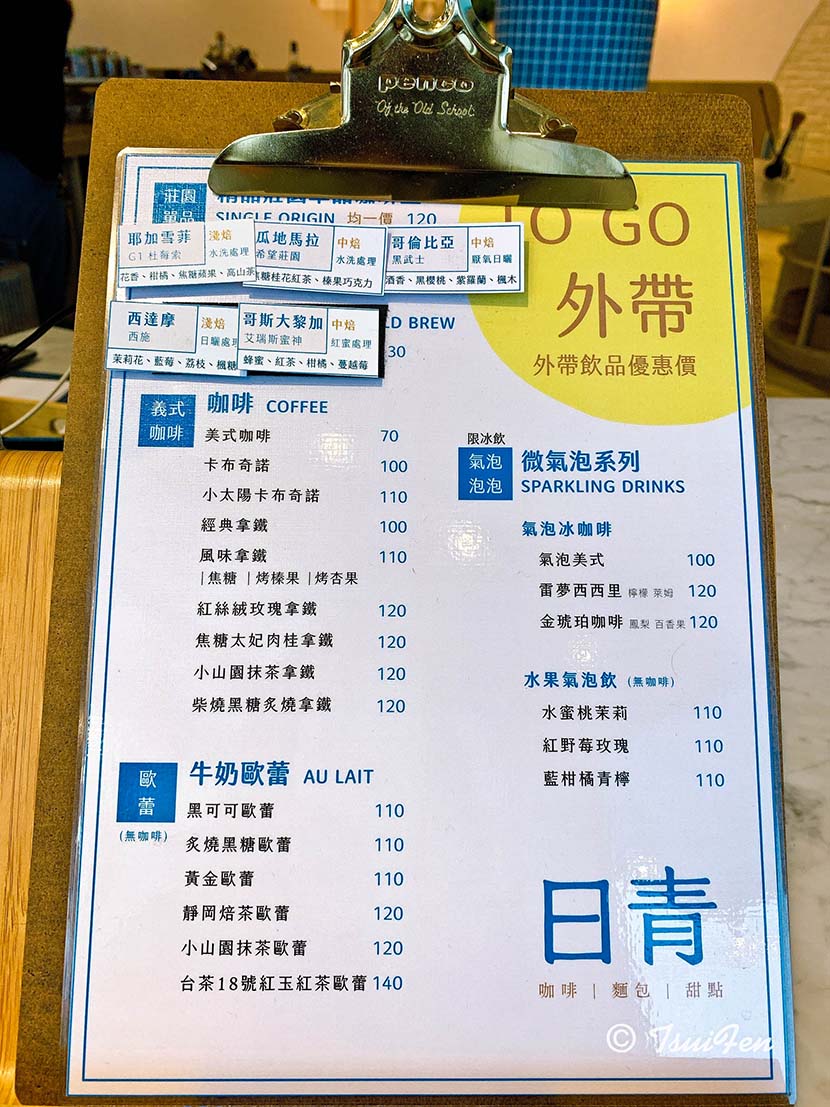 penco
Of the Old School
莊園
單品
SINGLE ORIGIN 均一價 120
TO GO
外帶
外帶飲品優惠價
耶加雪菲 淺焙
G1 杜莓索 水洗處理
花香、柑橘、焦糖蘋果、高山茶
瓜地馬拉 中焙
希望莊園 水洗處理
糖桂花紅茶、榛果巧克力
哥倫比亞 中焙
黑武士 厭氧日曬
酒香、黑櫻桃、紫羅蘭、楓木
BREW
30
西達摩 淺焙
西施 日曬處理
茉莉花、藍莓、荔枝、楓糖
哥斯大黎加 中焙
艾瑞斯蜜神 紅蜜處理
蜂蜜、紅茶、柑橘、蔓越莓
義式
咖啡
咖啡 COFFEE
美式咖啡 70
卡布奇諾 100
小太陽卡布奇諾 110
經典拿鐵 100
風味拿鐵 110
|焦糖 |烤榛果 |烤杏果
紅絲絨玫瑰拿鐵 120
焦糖太妃肉桂拿鐵 120
小山園抹茶拿鐵 120
柴燒黑糖炙燒拿鐵 120
歐
蕾
(無咖啡)
牛奶歐蕾 AU LAIT
黑可可歐蕾 110
炙燒黑糖歐蕾 110
黃金歐蕾 110
靜岡焙茶歐蕾 120
小山園抹茶歐蕾 120
台茶18號紅玉紅茶歐蕾 140
限冰飲
氣泡
泡泡
微氣泡系列
SPARKLING DRINKS
氣泡冰咖啡
氣泡美式 100
雷夢西西里 檸檬 萊姆 120
金琥珀咖啡 鳳梨 百香果 120
水果氣泡飲 (無咖啡)
水蜜桃茉莉 110
紅野莓玫瑰 110
藍柑橘青檸 110
日青
咖啡 | 麵包 | 甜點
© TsuiFen